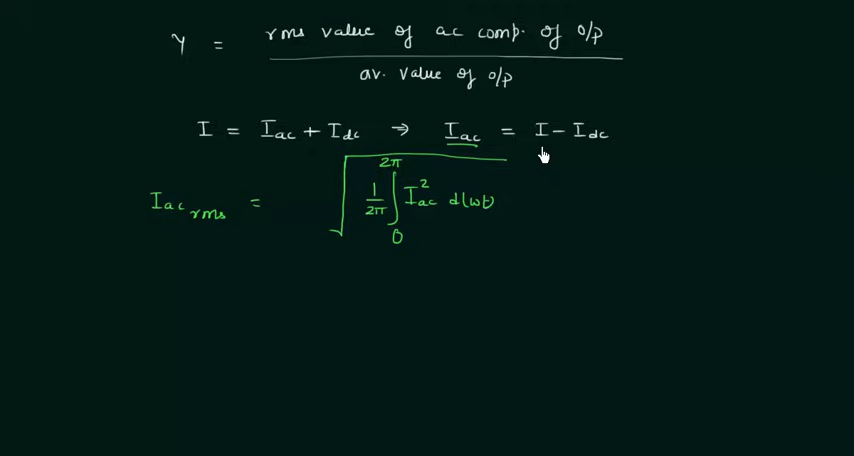 γ = rms value of ac comp. of o/p / av. value of o/p
I = Iac + Idc ⇒ Iac = I - Idc
Iac rms = √ 1/2π ∫₀^2π I²ac d(ωt)